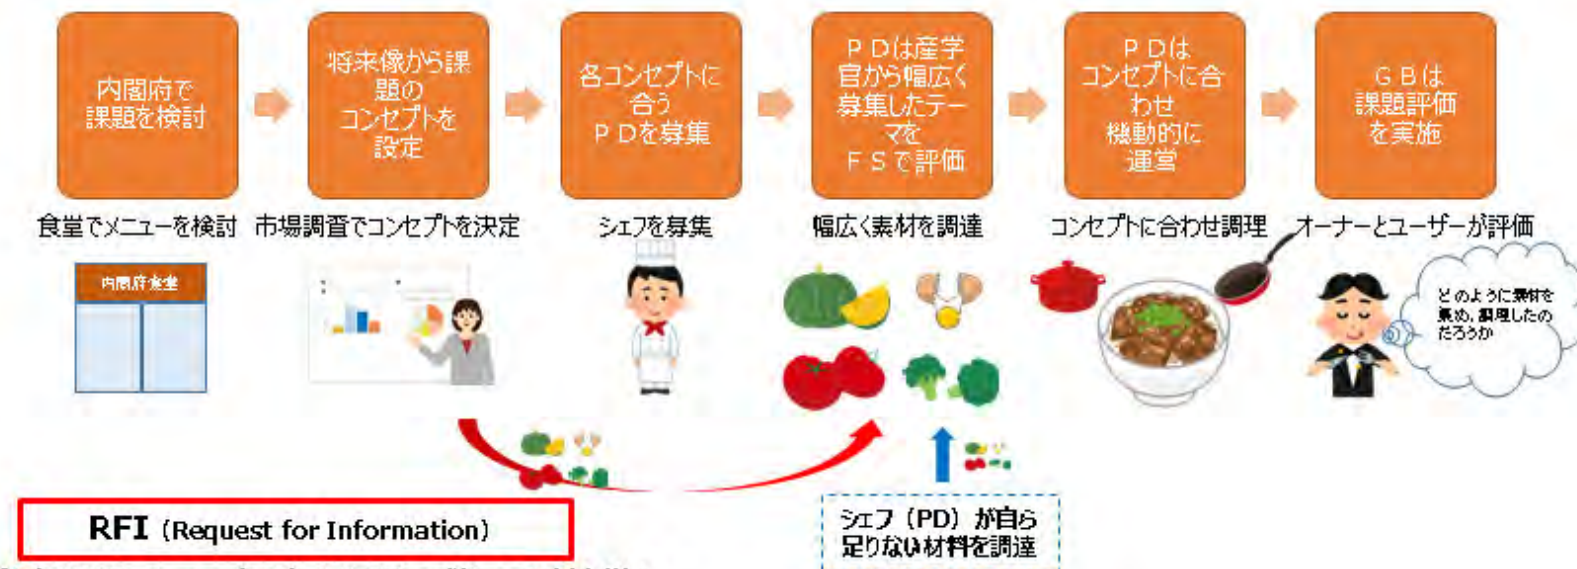 内閣府で
課題を検討
将来像から課
題の
コンセプトを
設定
各コンセプトに
合う
ＰＤを募集
ＰＤは産学
官から幅広く
募集したテー
マを
ＦＳで評価
ＰＤは
コンセプトに合
わせ
機動的に
運営
ＧＢは
課題評価
を実施
食堂でメニューを検討
市場調査でコンセプトを決定
シェフを募集
幅広く素材を調達
コンセプトに合わせ調理
オーナーとユーザーが評価
内閣府食堂
どのように素材を
集め、調理したの
だろうか
RFI（Request for Information）
シェフ（PD）が自ら
足りない材料を調達